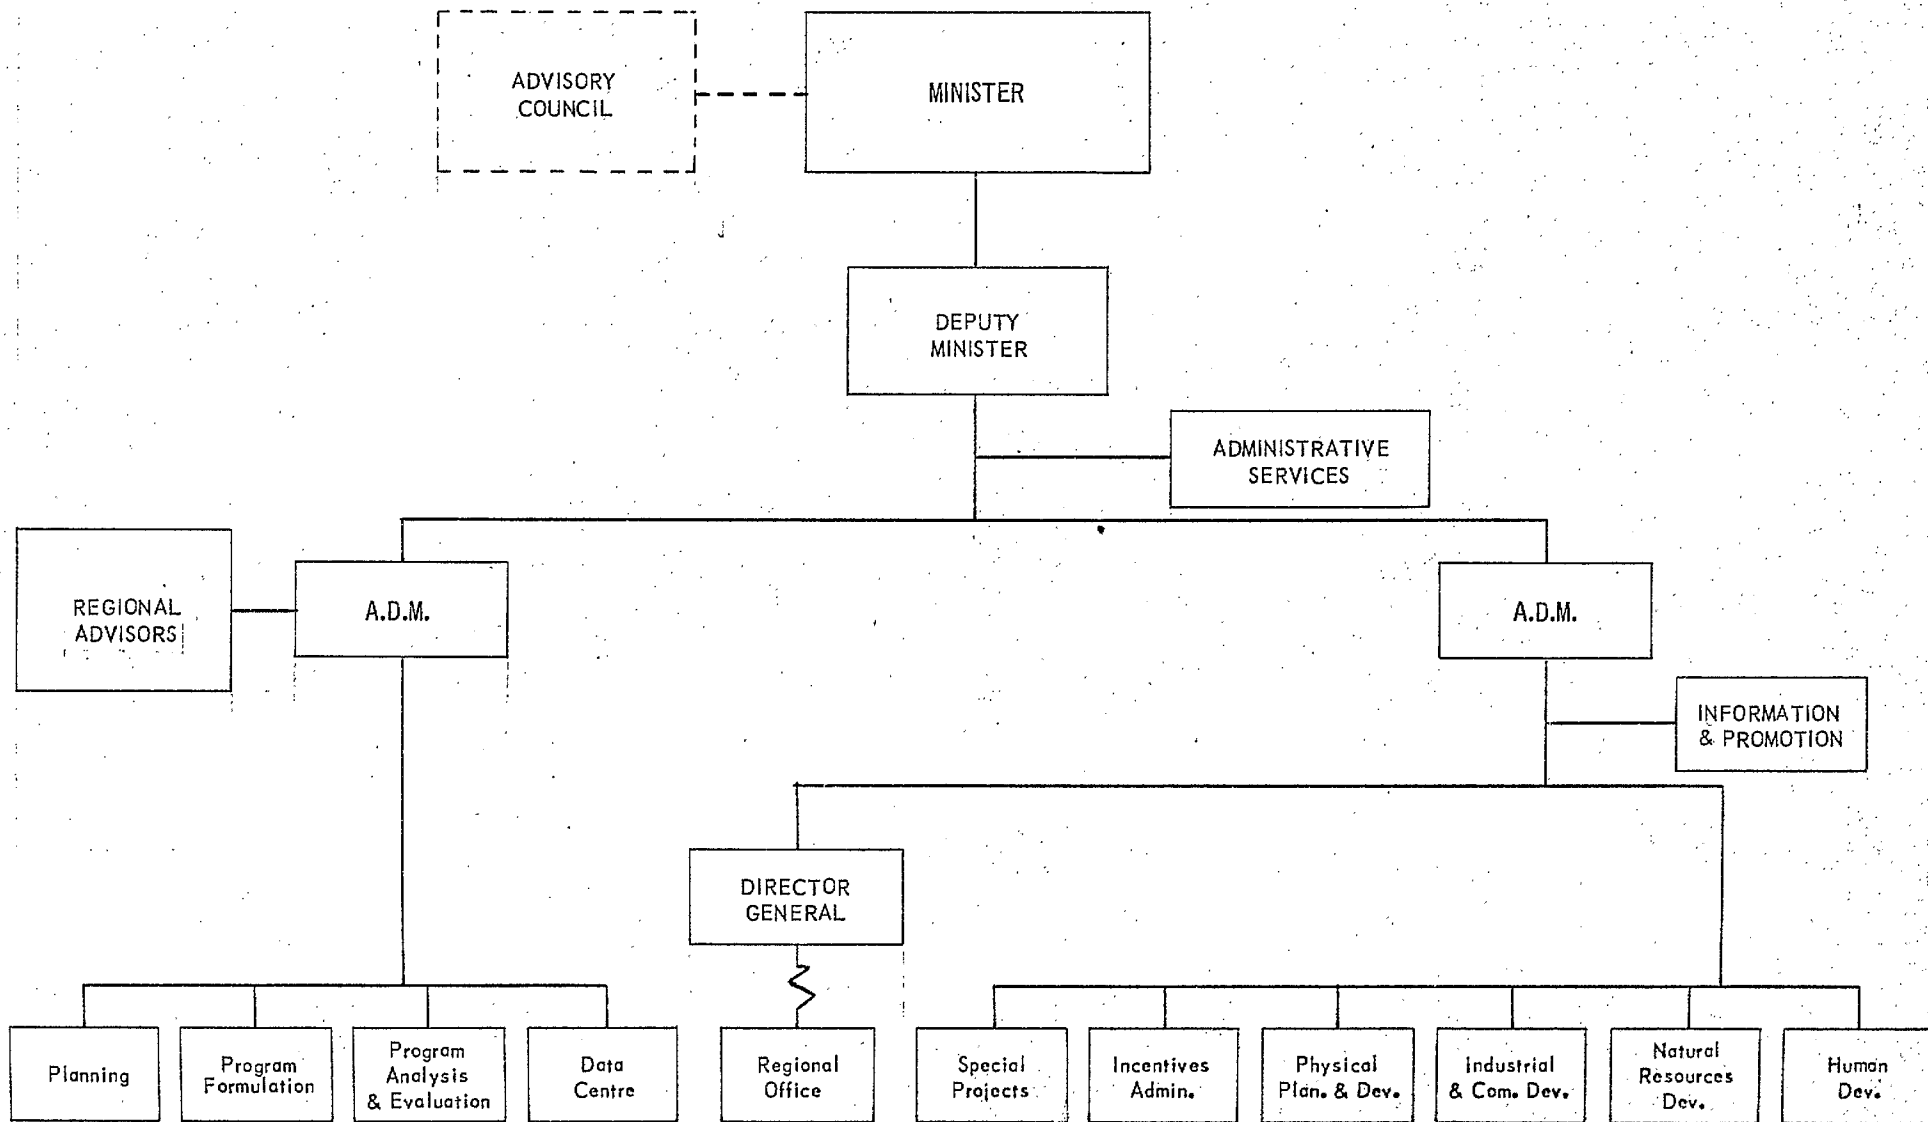 ADVISORY
COUNCIL
MINISTER
DEPUTY
MINISTER
ADMINISTRATIVE
SERVICES
REGIONAL
ADVISORS
A.D.M.
A.D.M.
INFORMATION
& PROMOTION
DIRECTOR
GENERAL
Planning
Program
Formulation
Program
Analysis
& Evaluation
Data
Centre
Regional
Office
Special
Projects
Incentives
Admin.
Physical
Plan. & Dev.
Industrial
& Com. Dev.
Natural
Resources
Dev.
Human
Dev.